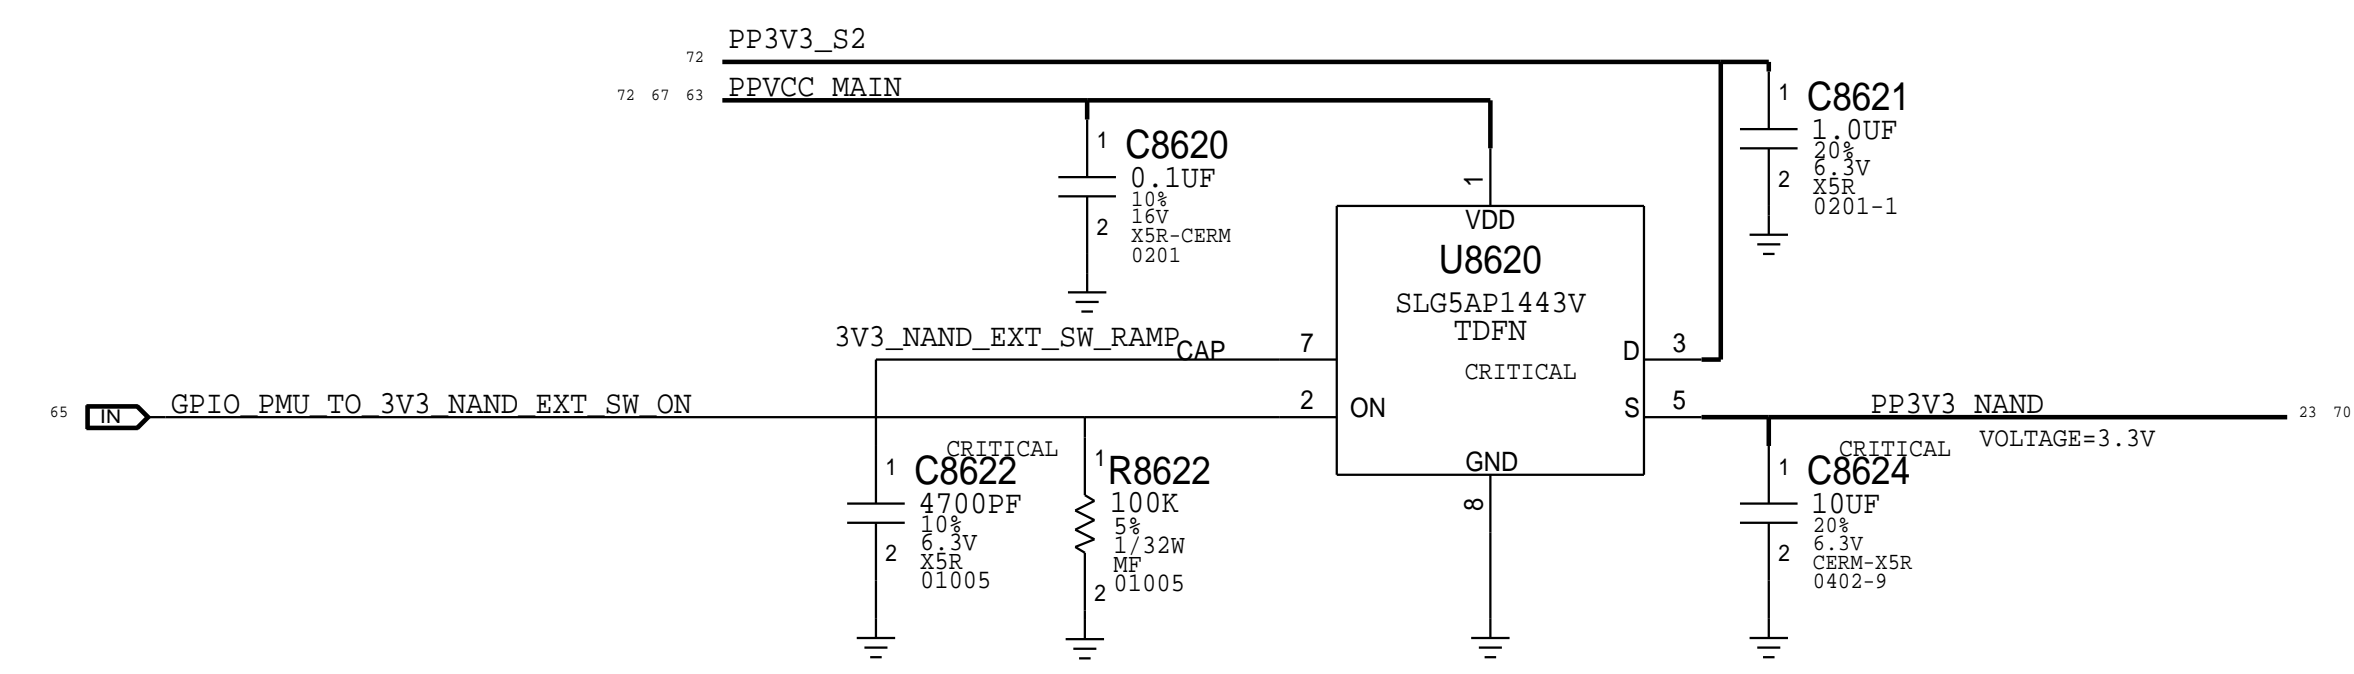 PP3V3_S2
72
PPVCC_MAIN
72 67 63
1
C8621
1.0UF
20%
6.3V
X5R
0201-1
2
1
C8620
0.1UF
10%
16V
X5R-CERM
0201
2
1
VDD
U8620
SLG5AP1443V
TDFN
CRITICAL
3V3_NAND_EXT_SW_RAMP
CAP
7
D
3
65
IN
GPIO_PMU_TO_3V3_NAND_EXT_SW_ON
2
ON
S
5
PP3V3_NAND
23 70
VOLTAGE=3.3V
GND
8
CRITICAL
1
C8622
4700PF
10%
6.3V
X5R
01005
2
1
R8622
100K
5%
1/32W
MF
01005
2
CRITICAL
1
C8624
10UF
20%
6.3V
CERM-X5R
0402-9
2